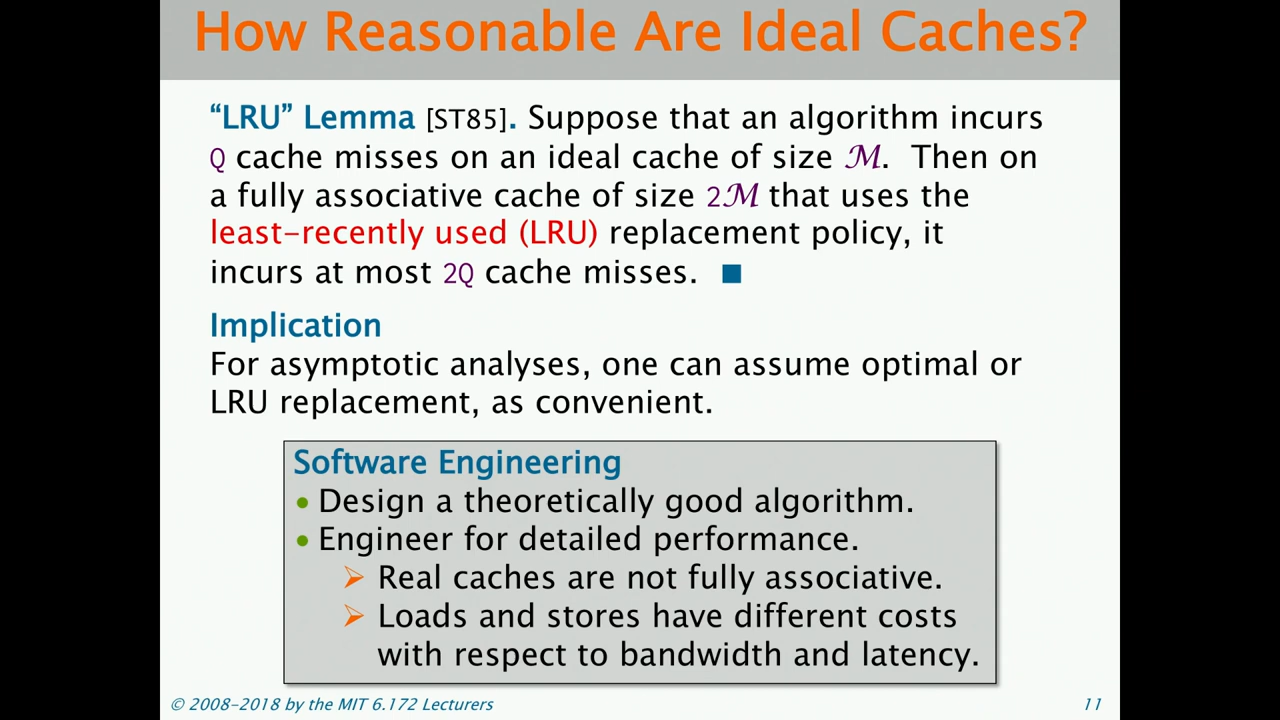 How Reasonable Are Ideal Caches?
“LRU” Lemma [ST85]. Suppose that an algorithm incurs
Q cache misses on an ideal cache of size ℳ. Then on
a fully associative cache of size 2ℳ that uses the
least-recently used (LRU) replacement policy, it
incurs at most 2Q cache misses. ■
Implication
For asymptotic analyses, one can assume optimal or
LRU replacement, as convenient.
Software Engineering
• Design a theoretically good algorithm.
• Engineer for detailed performance.
➢ Real caches are not fully associative.
➢ Loads and stores have different costs
with respect to bandwidth and latency.
© 2008–2018 by the MIT 6.172 Lecturers
11